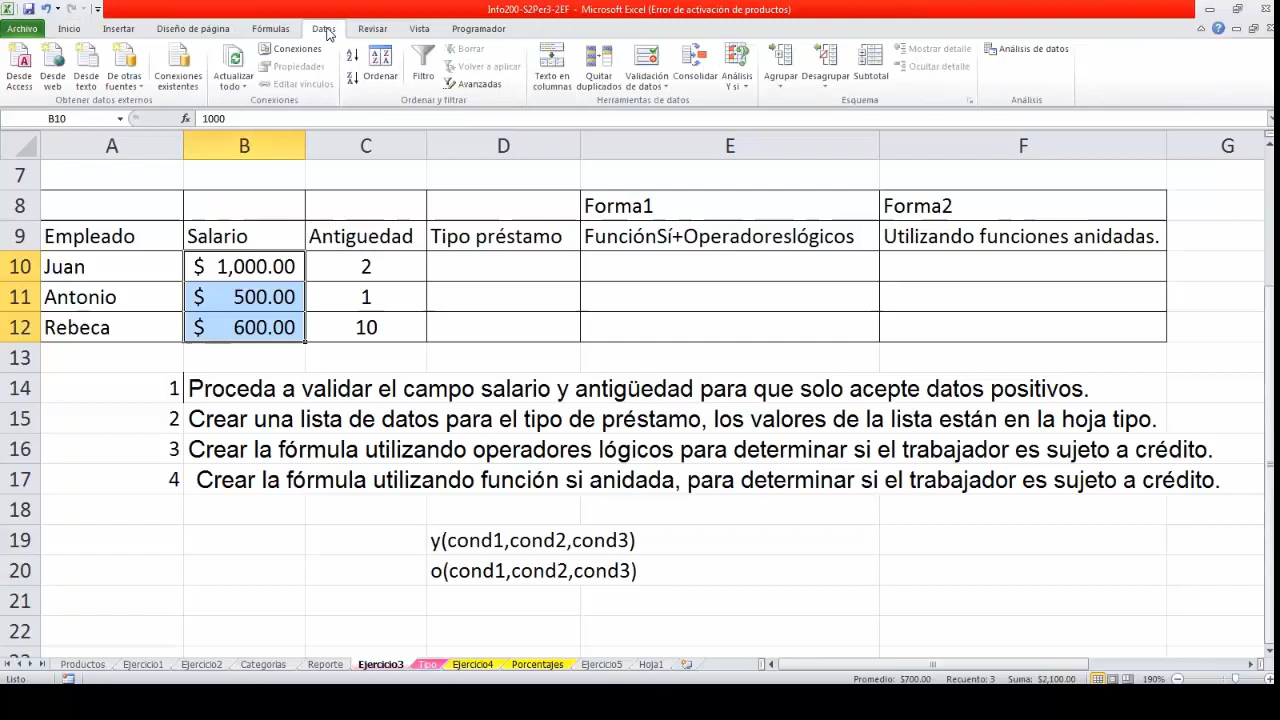 Info200-S2Per3-2EF - Microsoft Excel (Error de activación de productos)
Archivo Inicio Insertar Diseño de página Fórmulas Datos Revisar Vista Programador
Desde Access
Desde web
Desde texto
De otras fuentes
Conexiones existentes
Obtener datos externos
Actualizar todo
Conexiones
Propiedades
Editar vínculos
Conexiones
Ordenar
Filtro
Borrar
Volver a aplicar
Avanzadas
Ordenar y filtrar
Texto en columnas
Quitar duplicados
Validación de datos
Consolidar
Análisis Y si
Herramientas de datos
Agrupar
Desagrupar
Subtotal
Mostrar detalle
Ocultar detalle
Esquema
Análisis de datos
Análisis
B10 fx 1000
A B C D E F G
7
8 Forma1 Forma2
9 Empleado Salario Antiguedad Tipo préstamo FunciónSí+Operadoreslógicos Utilizando funciones anidadas.
10 Juan $ 1,000.00 2
11 Antonio $ 500.00 1
12 Rebeca $ 600.00 10
13
14 1 Proceda a validar el campo salario y antigüedad para que solo acepte datos positivos.
15 2 Crear una lista de datos para el tipo de préstamo, los valores de la lista están en la hoja tipo.
16 3 Crear la fórmula utilizando operadores lógicos para determinar si el trabajador es sujeto a crédito.
17 4 Crear la fórmula utilizando función si anidada, para determinar si el trabajador es sujeto a crédito.
18
19 y(cond1,cond2,cond3)
20 o(cond1,cond2,cond3)
21
22
Productos Ejercicio1 Ejercicio2 Categorias Reporte Ejercicio3 Tipo Ejercicio4 Porcentajes Ejercicio5 Hoja1
Listo Promedio: $700.00 Recuento: 3 Suma: $2,100.00 190%